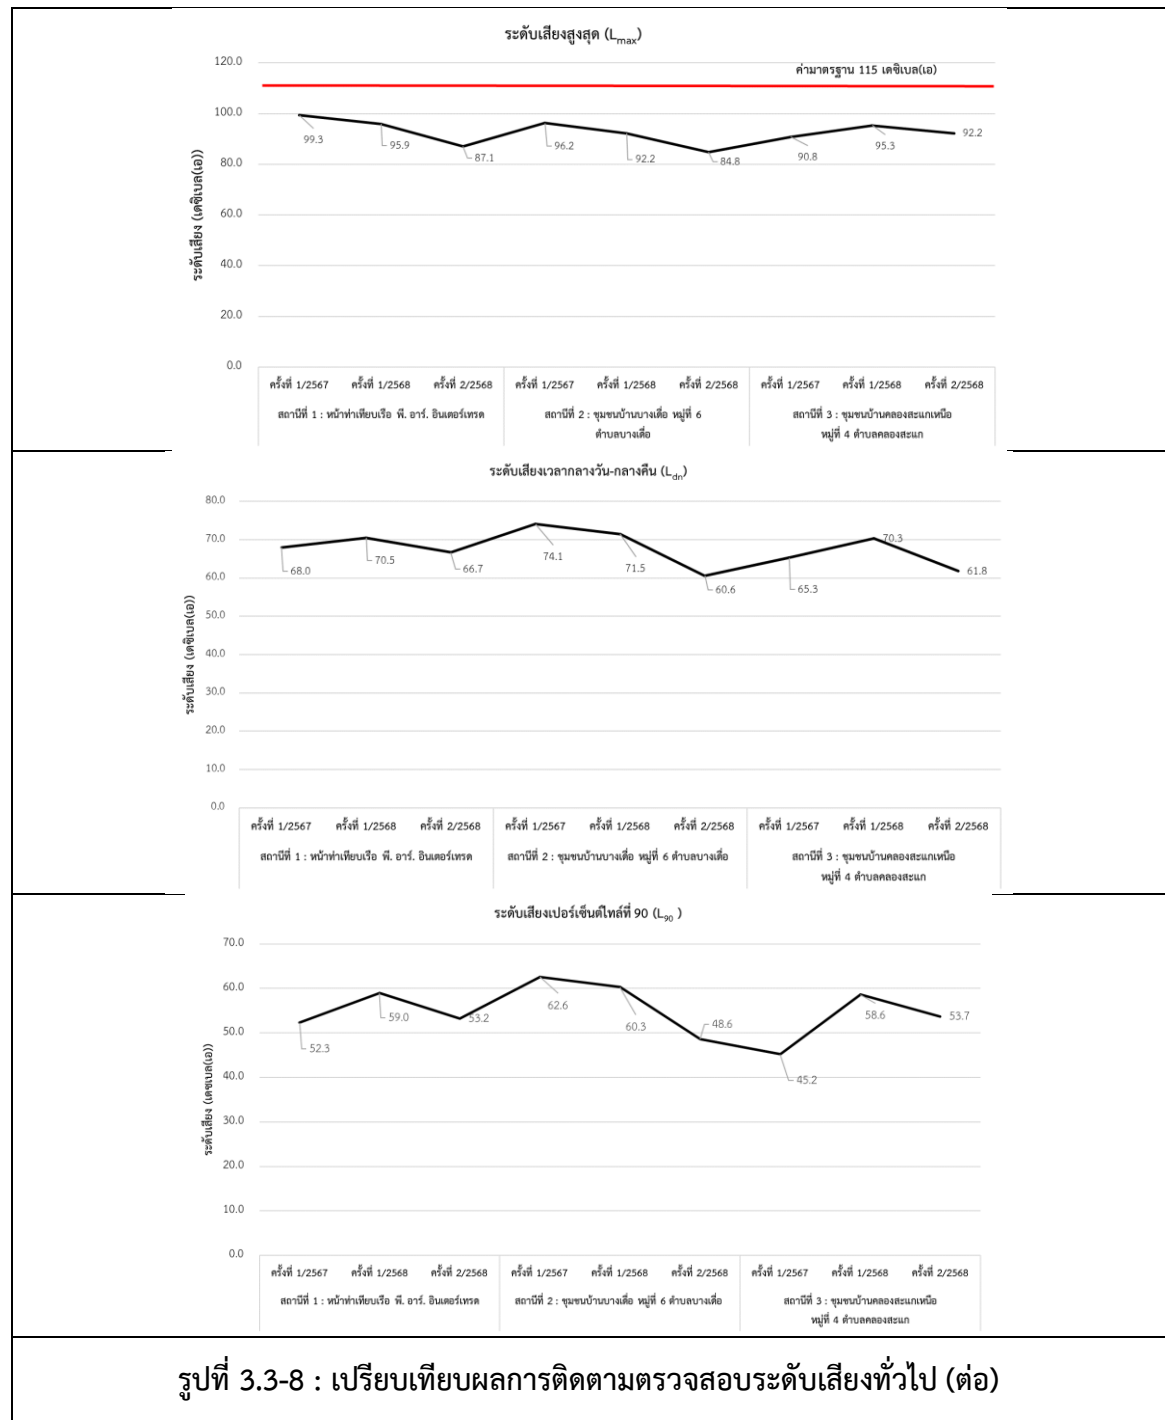 ระดับเสียงสูงสุด (Lmax)
ค่ามาตรฐาน 115 เดซิเบล(เอ)
ระดับเสียง (เดซิเบล(เอ))
120.0
100.0
80.0
60.0
40.0
20.0
0.0
99.3
95.9
87.1
96.2
92.2
84.8
90.8
95.3
92.2
ครั้งที่ 1/2567 ครั้งที่ 1/2568 ครั้งที่ 2/2568 ครั้งที่ 1/2567 ครั้งที่ 1/2568 ครั้งที่ 2/2568 ครั้งที่ 1/2567 ครั้งที่ 1/2568 ครั้งที่ 2/2568
สถานีที่ 1 : หน้าท่าเทียบเรือ พี. อาร์. อินเตอร์เทรด
สถานีที่ 2 : ชุมชนบ้านบางเดื่อ หมู่ที่ 6
ตำบลบางเดื่อ
สถานีที่ 3 : ชุมชนบ้านคลองสะแกเหนือ
หมู่ที่ 4 ตำบลคลองสะแก
ระดับเสียงเวลากลางวัน-กลางคืน (Ldn)
ระดับเสียง (เดซิเบล(เอ))
80.0
70.0
60.0
50.0
40.0
30.0
20.0
10.0
0.0
68.0
70.5
66.7
74.1
71.5
60.6
65.3
70.3
61.8
ครั้งที่ 1/2567 ครั้งที่ 1/2568 ครั้งที่ 2/2568 ครั้งที่ 1/2567 ครั้งที่ 1/2568 ครั้งที่ 2/2568 ครั้งที่ 1/2567 ครั้งที่ 1/2568 ครั้งที่ 2/2568
สถานีที่ 1 : หน้าท่าเทียบเรือ พี. อาร์. อินเตอร์เทรด
สถานีที่ 2 : ชุมชนบ้านบางเดื่อ หมู่ที่ 6 ตำบลบางเดื่อ
สถานีที่ 3 : ชุมชนบ้านคลองสะแกเหนือ
หมู่ที่ 4 ตำบลคลองสะแก
ระดับเสียงเปอร์เซ็นต์ไทล์ที่ 90 (L90 )
ระดับเสียง (เดซิเบล(เอ))
70.0
60.0
50.0
40.0
30.0
20.0
10.0
0.0
52.3
59.0
53.2
62.6
60.3
48.6
45.2
58.6
53.7
ครั้งที่ 1/2567 ครั้งที่ 1/2568 ครั้งที่ 2/2568 ครั้งที่ 1/2567 ครั้งที่ 1/2568 ครั้งที่ 2/2568 ครั้งที่ 1/2567 ครั้งที่ 1/2568 ครั้งที่ 2/2568
สถานีที่ 1 : หน้าท่าเทียบเรือ พี. อาร์. อินเตอร์เทรด
สถานีที่ 2 : ชุมชนบ้านบางเดื่อ หมู่ที่ 6 ตำบลบางเดื่อ
สถานีที่ 3 : ชุมชนบ้านคลองสะแกเหนือ
หมู่ที่ 4 ตำบลคลองสะแก
รูปที่ 3.3-8 : เปรียบเทียบผลการติดตามตรวจสอบระดับเสียงทั่วไป (ต่อ)